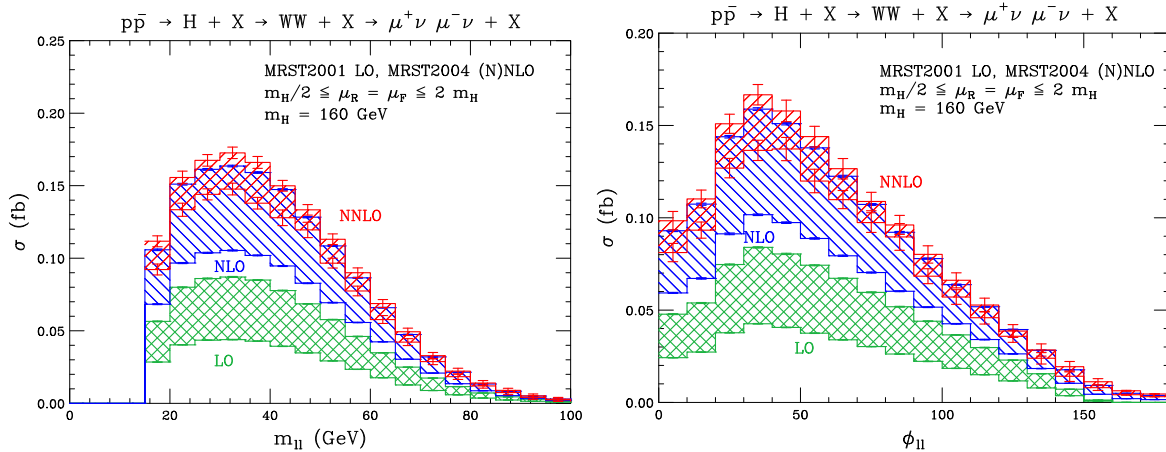 pp̄ → H + X → WW + X → μ⁺ν μ⁻ν + X
0.25
0.20
0.15
0.10
0.05
0.00
σ (fb)
MRST2001 LO, MRST2004 (N)NLO
m_H/2 ≦ μ_R = μ_F ≦ 2 m_H
m_H = 160 GeV
NNLO
NLO
LO
0 20 40 60 80 100
m_ll (GeV)
pp̄ → H + X → WW + X → μ⁺ν μ⁻ν + X
0.20
0.15
0.10
0.05
0.00
σ (fb)
MRST2001 LO, MRST2004 (N)NLO
m_H/2 ≦ μ_R = μ_F ≦ 2 m_H
m_H = 160 GeV
NNLO
NLO
LO
0 50 100 150
ϕ_ll